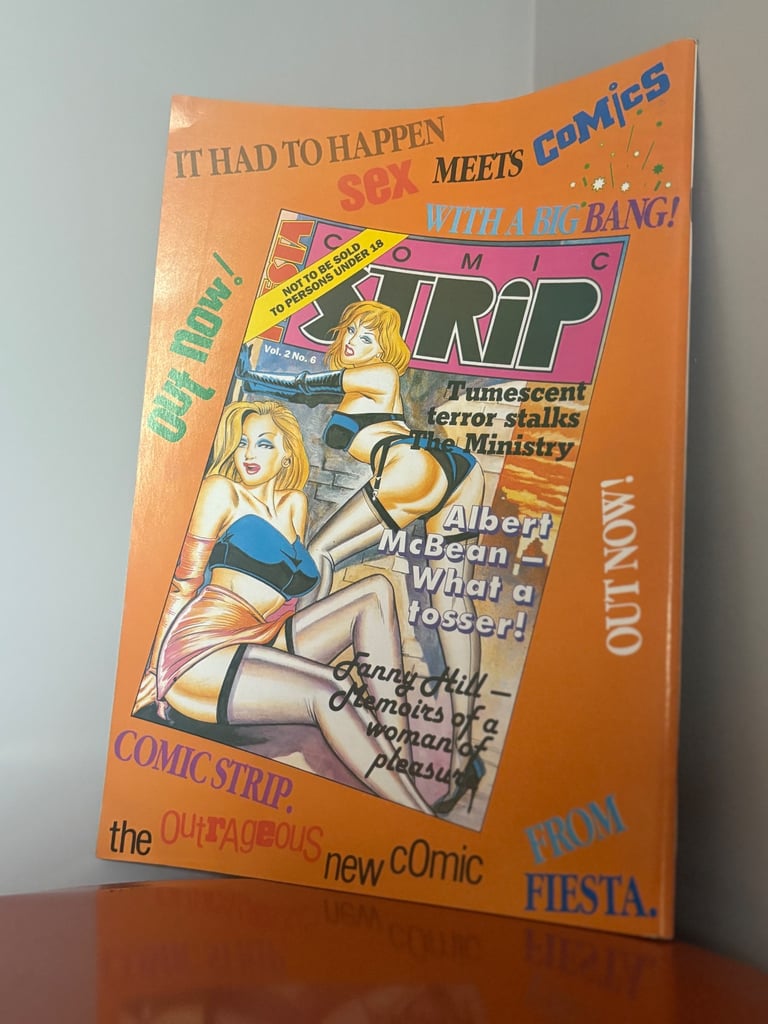 IT HAD TO HAPPEN
sex MEETS COMiCS
WITH A BIG BANG!
out now!
NOT TO BE SOLD
TO PERSONS UNDER 18
COMIC
STRiP
Vol. 2 No. 6
Tumescent
terror stalks
The Ministry
Albert
McBean –
What a
tosser!
Fanny Hill –
Memoirs of a
woman of
pleasure
OUT NOW!
COMIC STRIP.
the OutrAgeous new cOmic
FROM
FIESTA.